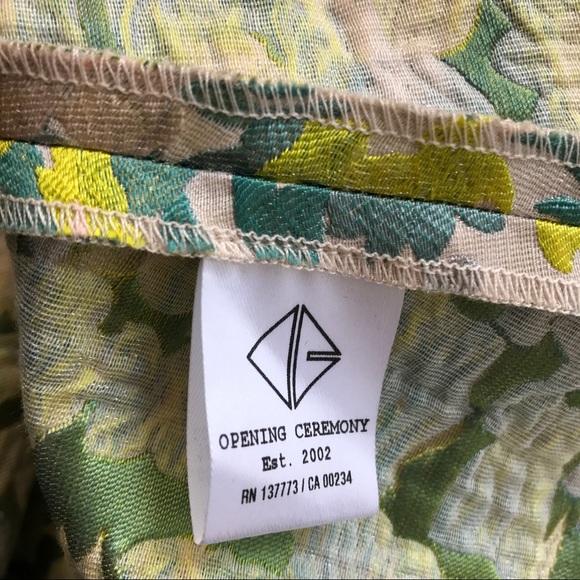 OPENING CEREMONY
Est. 2002
RN 137773 / CA 00234